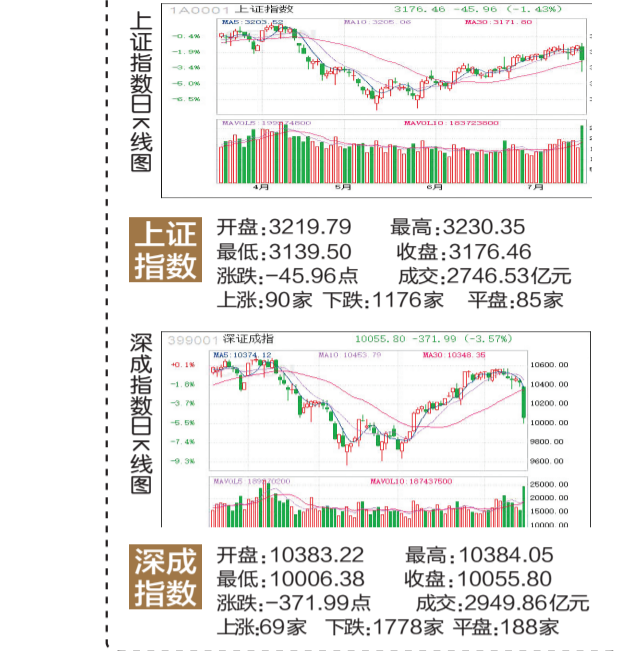 上证指数日K线图
1A0001 上证指数 3176.46 -45.96 (-1.43%)
MA5:3203.52 MA10:3205.06 MA30:3171.80
-0.4%
-1.9%
-3.4%
-5.0%
-6.5%
MAVOL10:183723800
4月 5月 6月 7月
上证指数
开盘:3219.79 最高:3230.35
最低:3139.50 收盘:3176.46
涨跌:-45.96点 成交:2746.53亿元
上涨:90家 下跌:1176家 平盘:85家
深成指数日K线图
399001 深证成指 10055.80 -371.99 (-3.57%)
MA5:10374.12 MA10:10453.79 MA30:10348.35
+0.1% 10600.00
-1.8% 10400.00
-3.7% 10200.00
-5.5% 10000.00
-7.4% 9800.00
-9.3% 9600.00
MAVOL10:187437500
25000.00
20000.00
15000.00
10000.00
深成指数
开盘:10383.22 最高:10384.05
最低:10006.38 收盘:10055.80
涨跌:-371.99点 成交:2949.86亿元
上涨:69家 下跌:1778家 平盘:188家